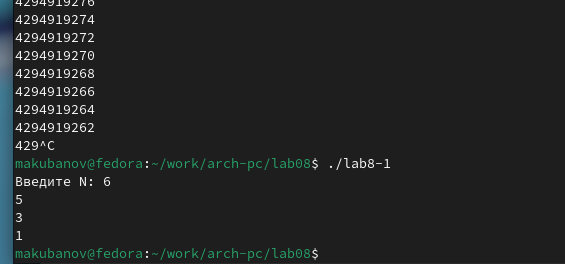 4294919276
4294919274
4294919272
4294919270
4294919268
4294919266
4294919264
4294919262
429^C
makubanov@fedora:~/work/arch-pc/lab08$ ./lab8-1
Введите N: 6
5
3
1
makubanov@fedora:~/work/arch-pc/lab08$